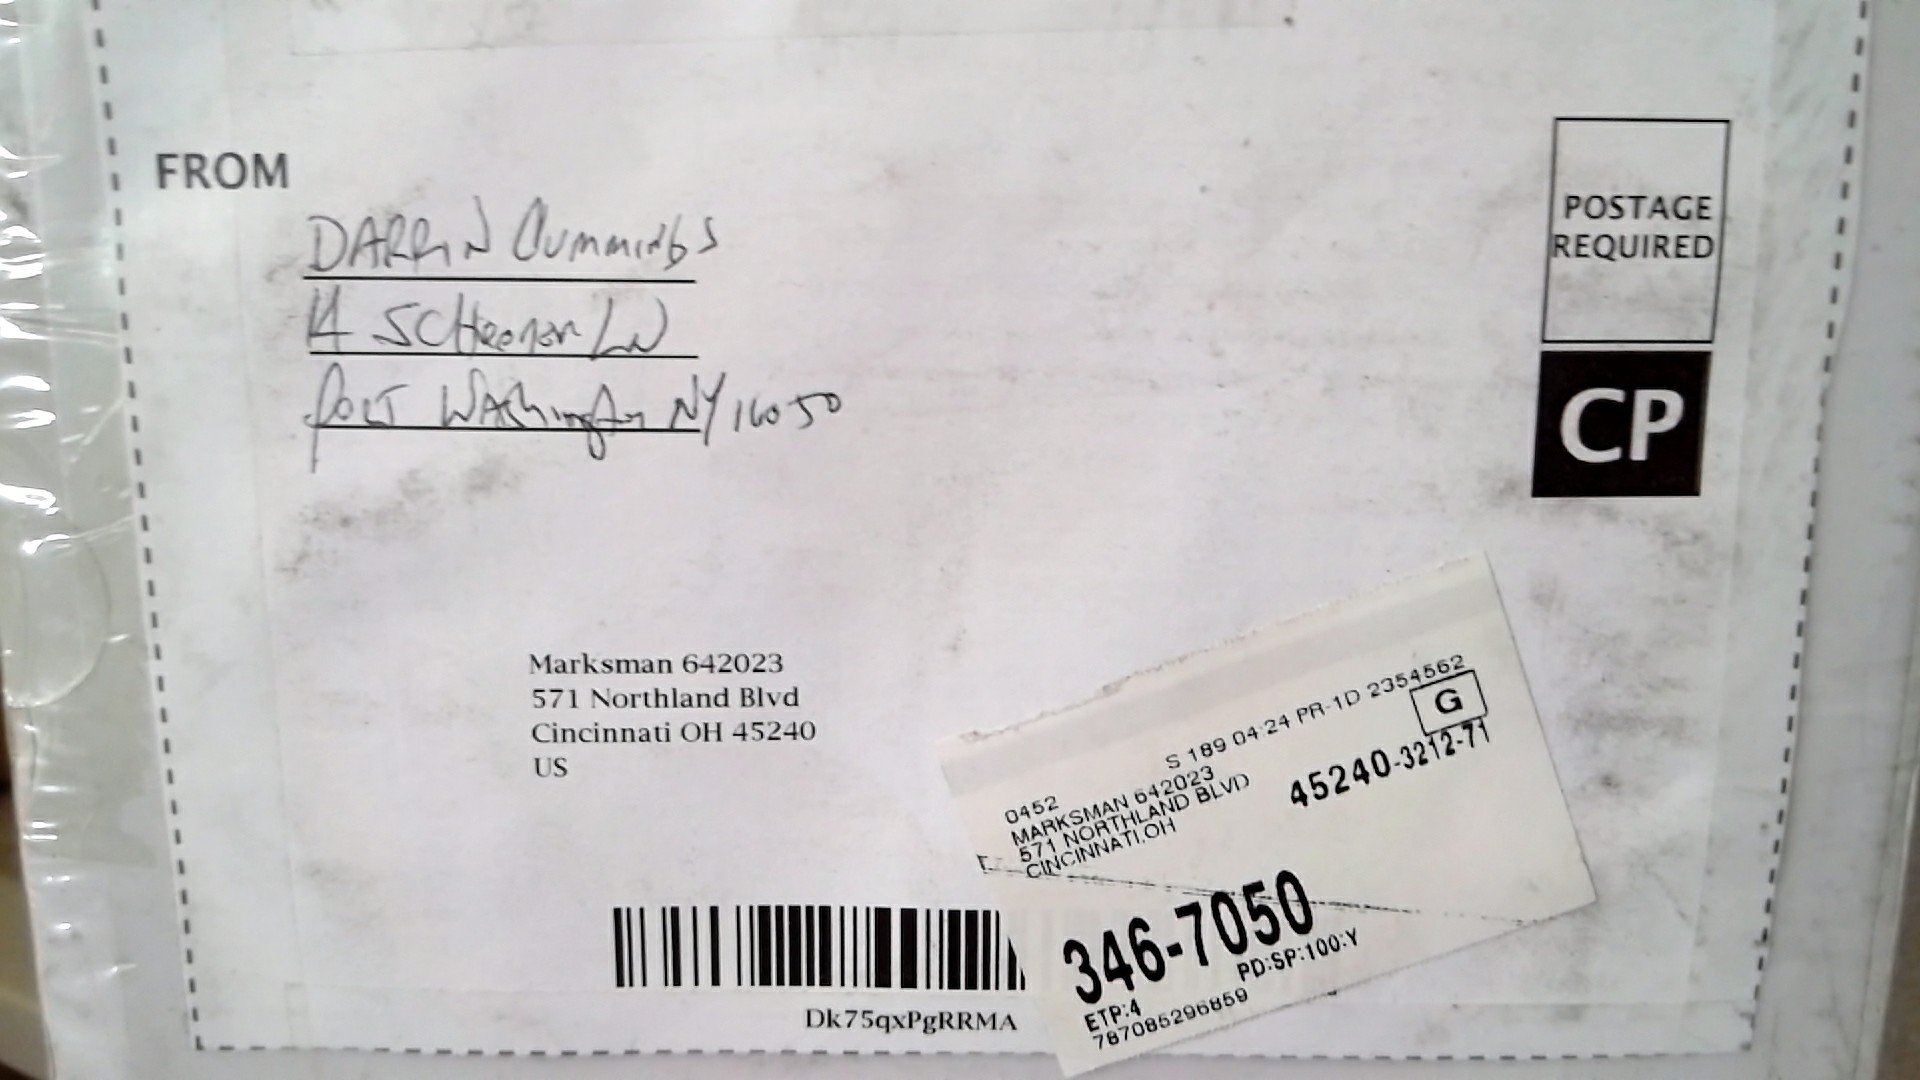 FROM
DARRIN Cummings
14 Schooner LN
Port Washington NY 11050
POSTAGE
REQUIRED
CP
Marksman 642023
571 Northland Blvd
Cincinnati OH 45240
US
S 189 04:24 PR-1D 2354562
G
45240-3212-71
0452
MARKSMAN 642023
571 NORTHLAND BLVD
CINCINNATI.OH
346-7050
PD:SP:100:Y
ETP:4
787085296859
Dk75qxPgRRMA